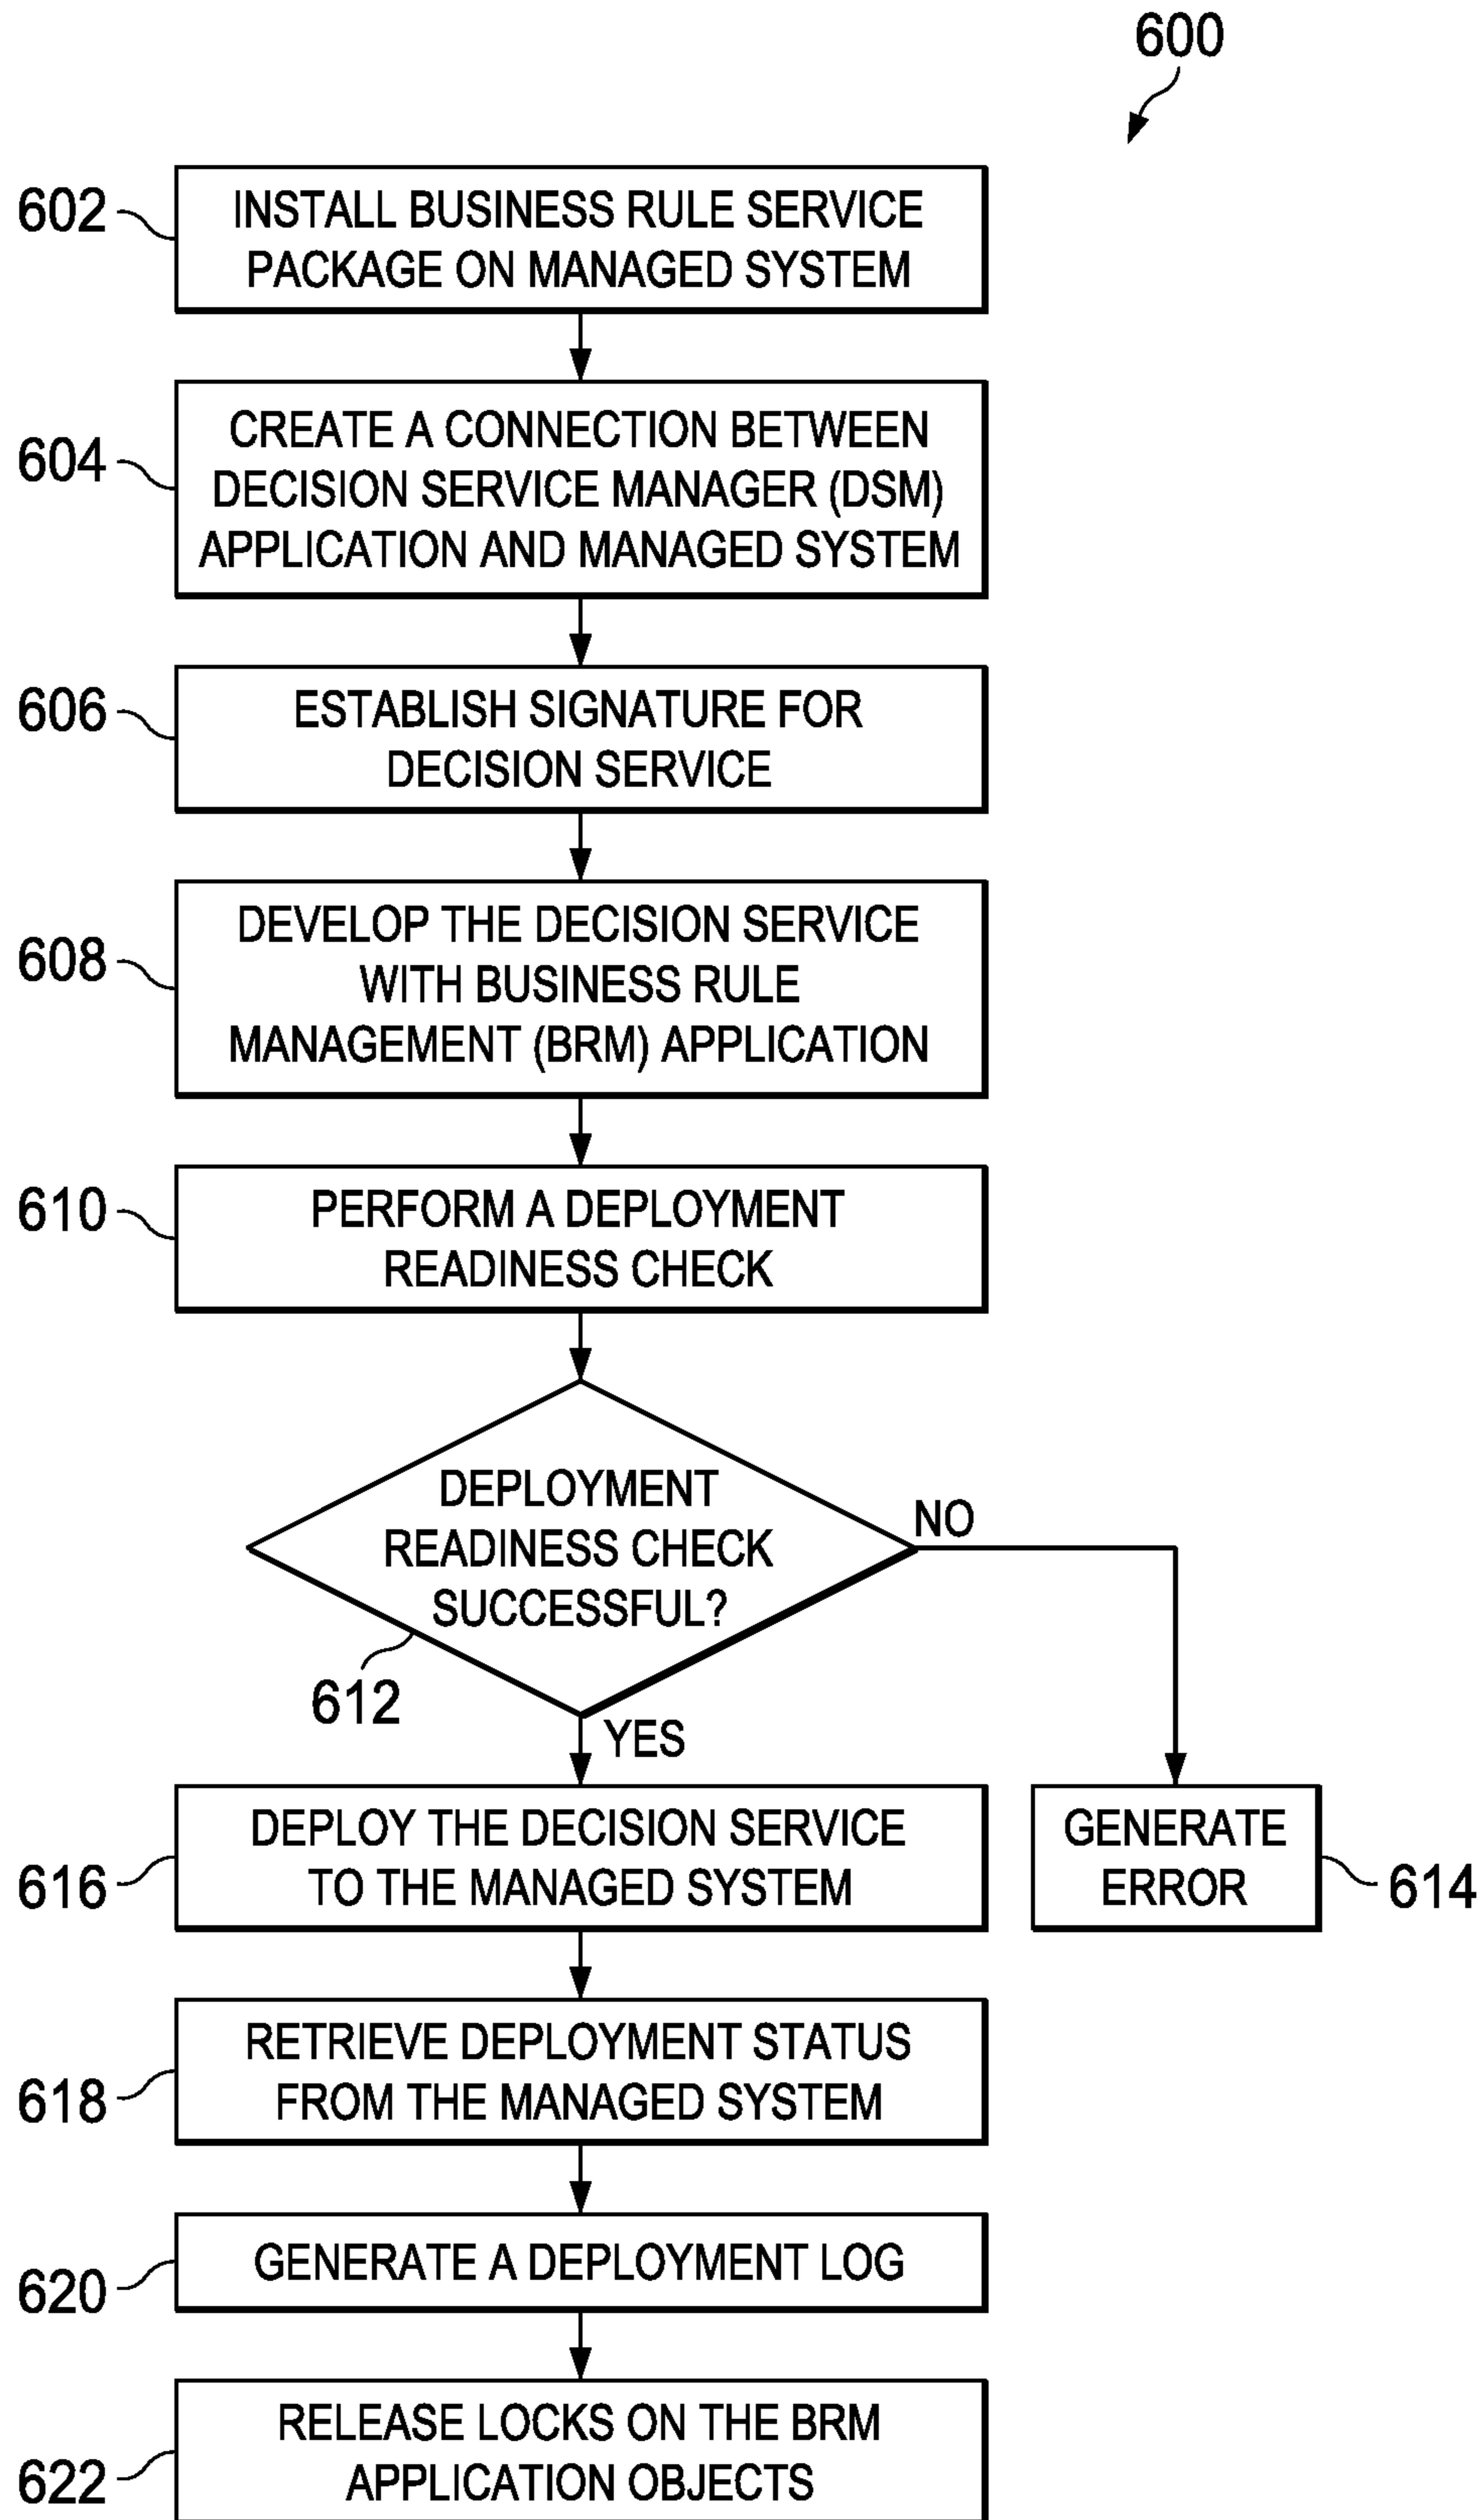 600
602
INSTALL BUSINESS RULE SERVICE
PACKAGE ON MANAGED SYSTEM
604
CREATE A CONNECTION BETWEEN
DECISION SERVICE MANAGER (DSM)
APPLICATION AND MANAGED SYSTEM
606
ESTABLISH SIGNATURE FOR
DECISION SERVICE
608
DEVELOP THE DECISION SERVICE
WITH BUSINESS RULE
MANAGEMENT (BRM) APPLICATION
610
PERFORM A DEPLOYMENT
READINESS CHECK
DEPLOYMENT
READINESS CHECK
SUCCESSFUL?
NO
612
YES
616
DEPLOY THE DECISION SERVICE
TO THE MANAGED SYSTEM
GENERATE
ERROR
614
618
RETRIEVE DEPLOYMENT STATUS
FROM THE MANAGED SYSTEM
620
GENERATE A DEPLOYMENT LOG
622
RELEASE LOCKS ON THE BRM
APPLICATION OBJECTS